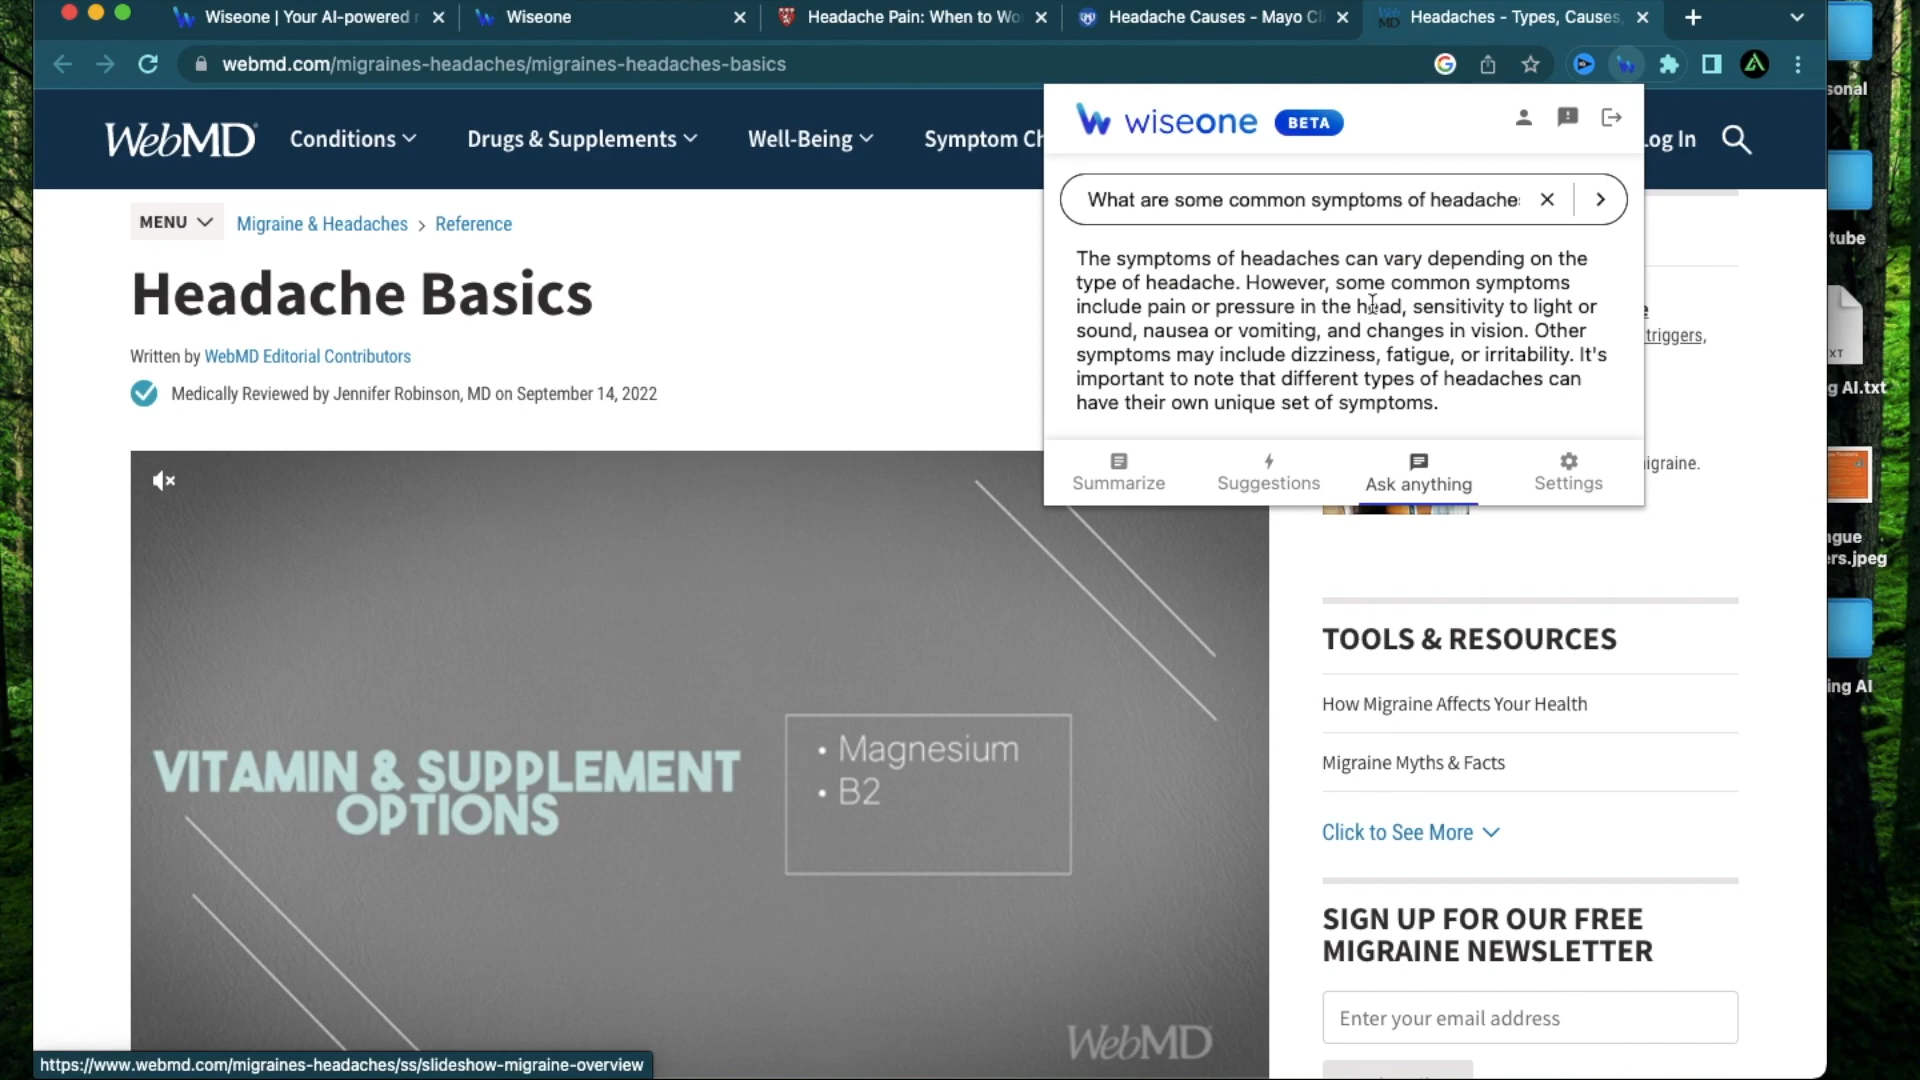 Wiseone | Your AI-powered
Wiseone
Headache Pain: When to Wo
Headache Causes - Mayo Cl
Headaches - Types, Causes,
webmd.com/migraines-headaches/migraines-headaches-basics
WebMD
Conditions
Drugs & Supplements
Well-Being
Symptom Ch
Log In
wiseone BETA
What are some common symptoms of headache
The symptoms of headaches can vary depending on the
type of headache. However, some common symptoms
include pain or pressure in the head, sensitivity to light or
sound, nausea or vomiting, and changes in vision. Other
symptoms may include dizziness, fatigue, or irritability. It's
important to note that different types of headaches can
have their own unique set of symptoms.
Summarize
Suggestions
Ask anything
Settings
MENU
Migraine & Headaches > Reference
Headache Basics
Written by WebMD Editorial Contributors
Medically Reviewed by Jennifer Robinson, MD on September 14, 2022
VITAMIN & SUPPLEMENT
OPTIONS
• Magnesium
• B2
WebMD
triggers,
igraine.
TOOLS & RESOURCES
How Migraine Affects Your Health
Migraine Myths & Facts
Click to See More
SIGN UP FOR OUR FREE
MIGRAINE NEWSLETTER
Enter your email address
https://www.webmd.com/migraines-headaches/ss/slideshow-migraine-overview
sonal
tube
XT
g AI.txt
ague
ers.jpeg
ing AI